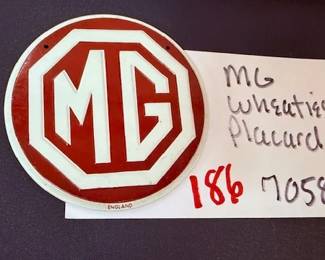 MG
ENGLAND
MG
Wheatie
Placard
186 7058